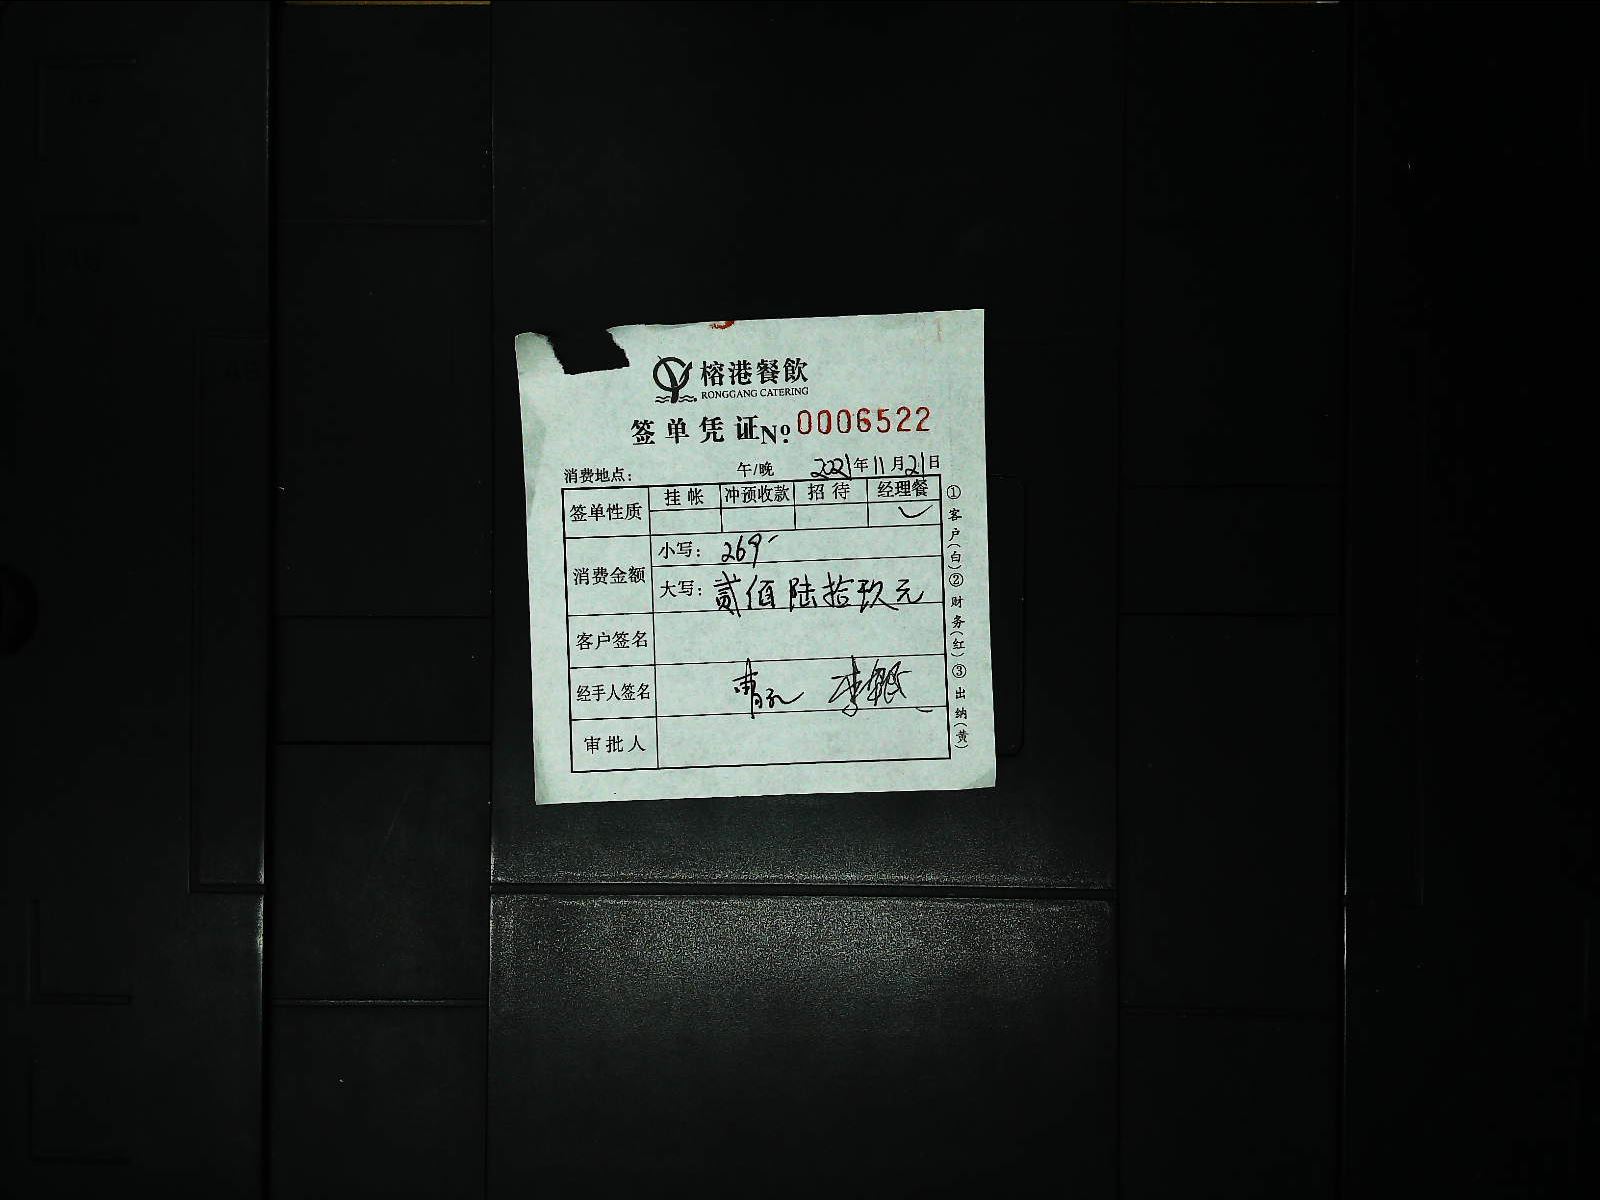 榕港餐飲
RONGGANG CATERING
签单凭证 №: 0006522
消费地点: 午/晚 2021年11月21日
签单性质 挂帐 冲预收款 招待 经理餐
✓
消费金额
小写: 269
大写: 贰佰陆拾玖元
客户签名
经手人签名 曹 李
审批人
①客户(白)②财务(红)③出纳(黄)